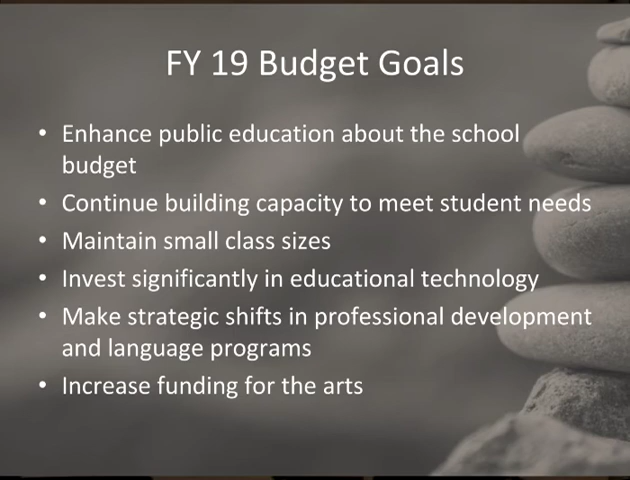 FY 19 Budget Goals
• Enhance public education about the school
budget
• Continue building capacity to meet student needs
• Maintain small class sizes
• Invest significantly in educational technology
• Make strategic shifts in professional development
and language programs
• Increase funding for the arts